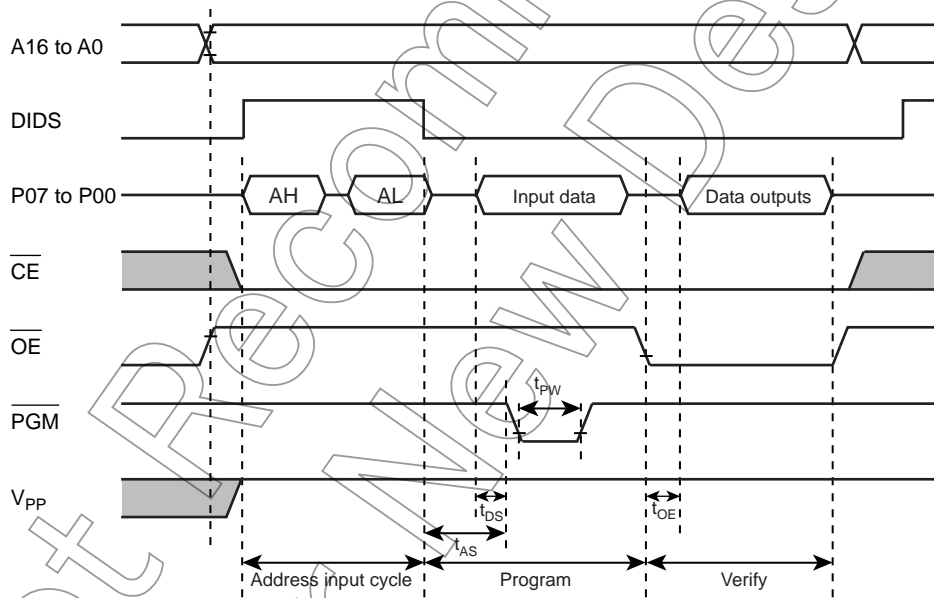 A16 to A0
DIDS
P07 to P00
AH
AL
Input data
Data outputs
CE
OE
tPW
PGM
VPP
tDS
tOE
tAS
Address input cycle
Program
Verify